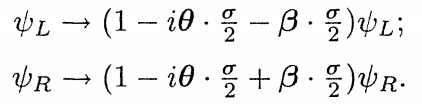 ψ_L → (1 − iθ · σ/2 − β · σ/2)ψ_L;
ψ_R → (1 − iθ · σ/2 + β · σ/2)ψ_R.